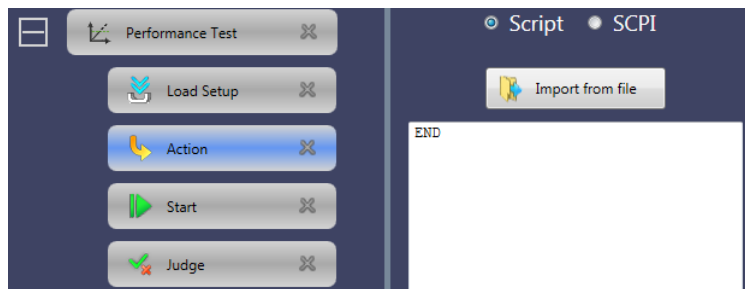 Performance Test
Load Setup
Action
Start
Judge
Script SCPI
Import from file
END